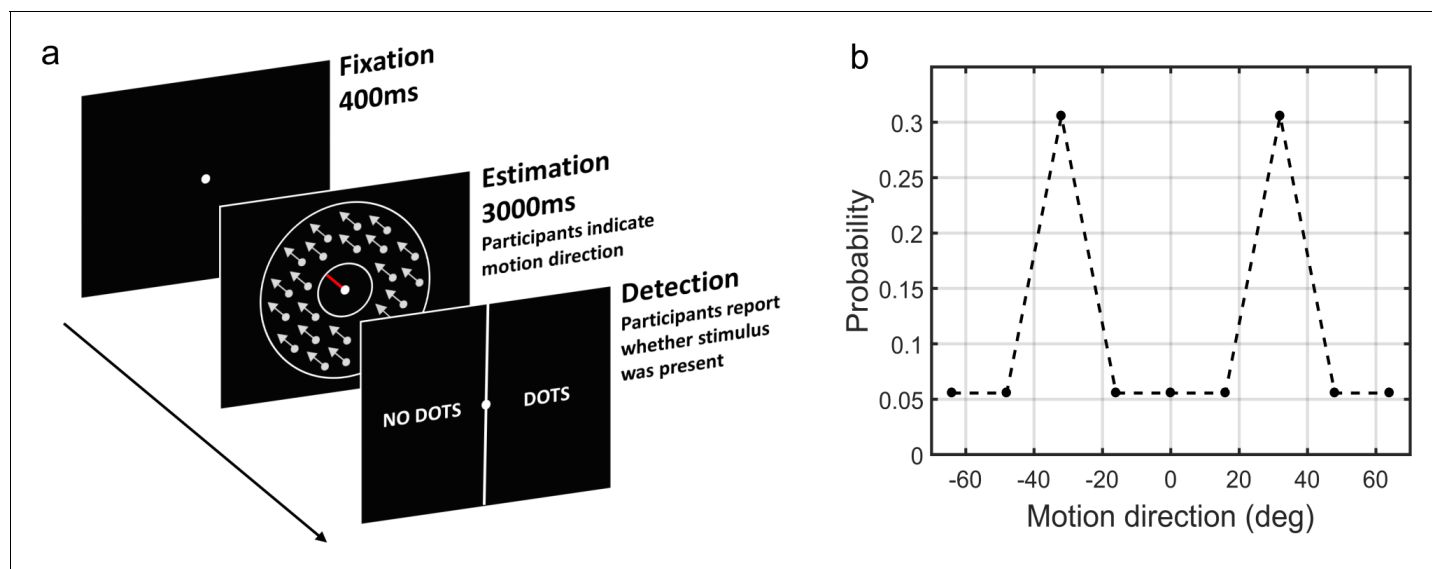 a
Fixation
400ms
Estimation
3000ms
Participants indicate
motion direction
Detection
Participants report
whether stimulus
was present
NO DOTS
DOTS
b
Probability
0.3
0.25
0.2
0.15
0.1
0.05
0
-60 -40 -20 0 20 40 60
Motion direction (deg)